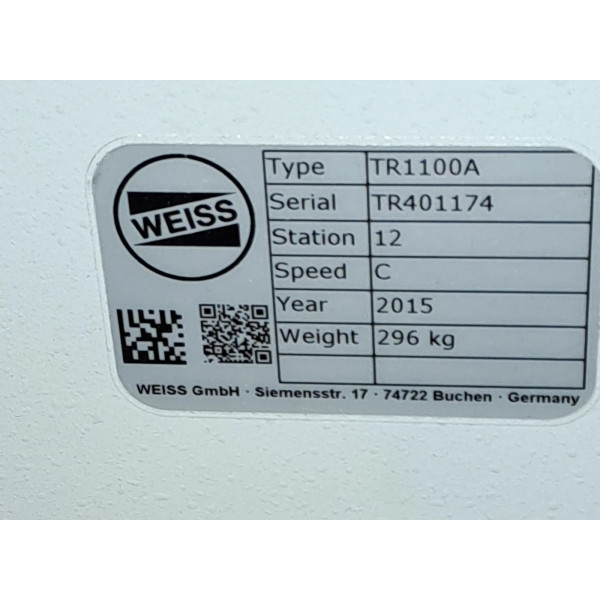 WEISS
Type TR1100A
Serial TR401174
Station 12
Speed C
Year 2015
Weight 296 kg
WEISS GmbH · Siemensstr. 17 · 74722 Buchen · Germany